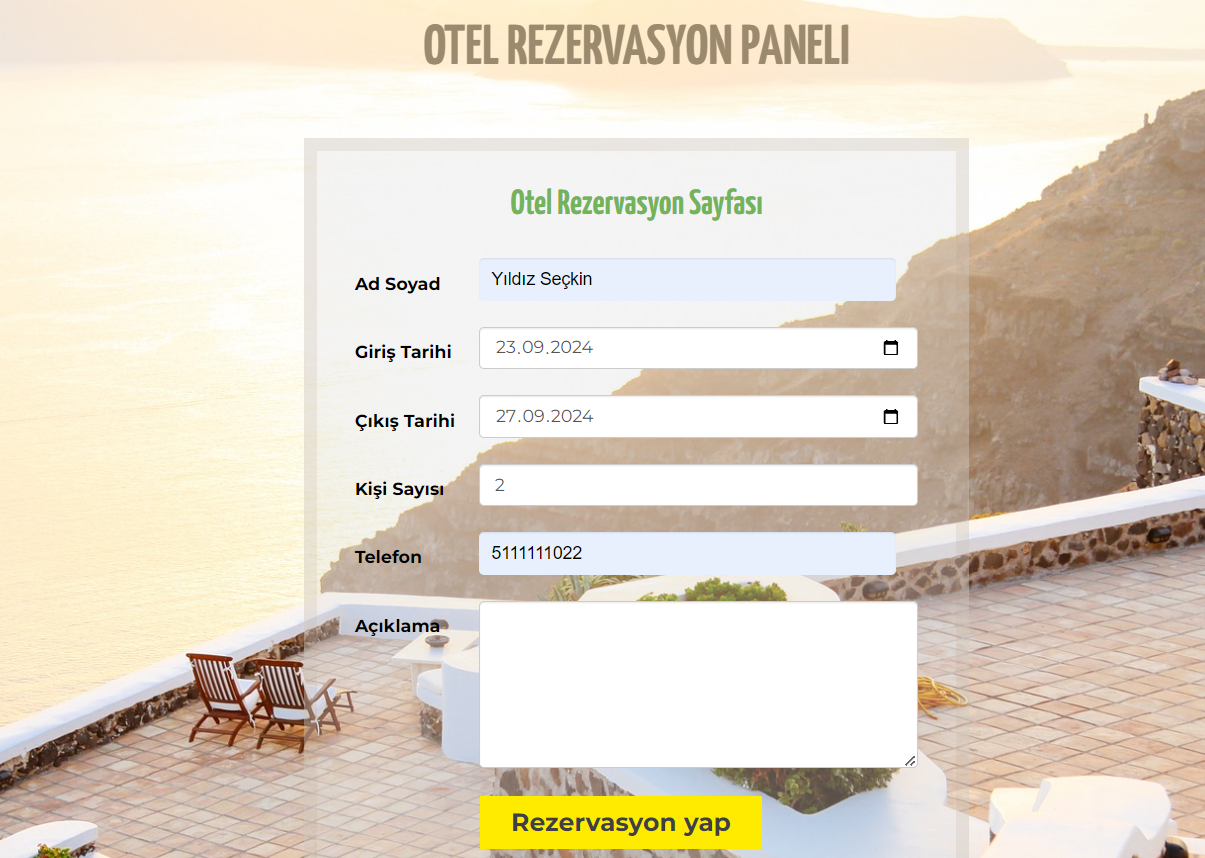 OTEL REZERVASYON PANELI
Otel Rezervasyon Sayfası
Ad Soyad Yıldız Seçkin
Giriş Tarihi 23.09.2024
Çıkış Tarihi 27.09.2024
Kişi Sayısı 2
Telefon 5111111022
Açıklama
Rezervasyon yap